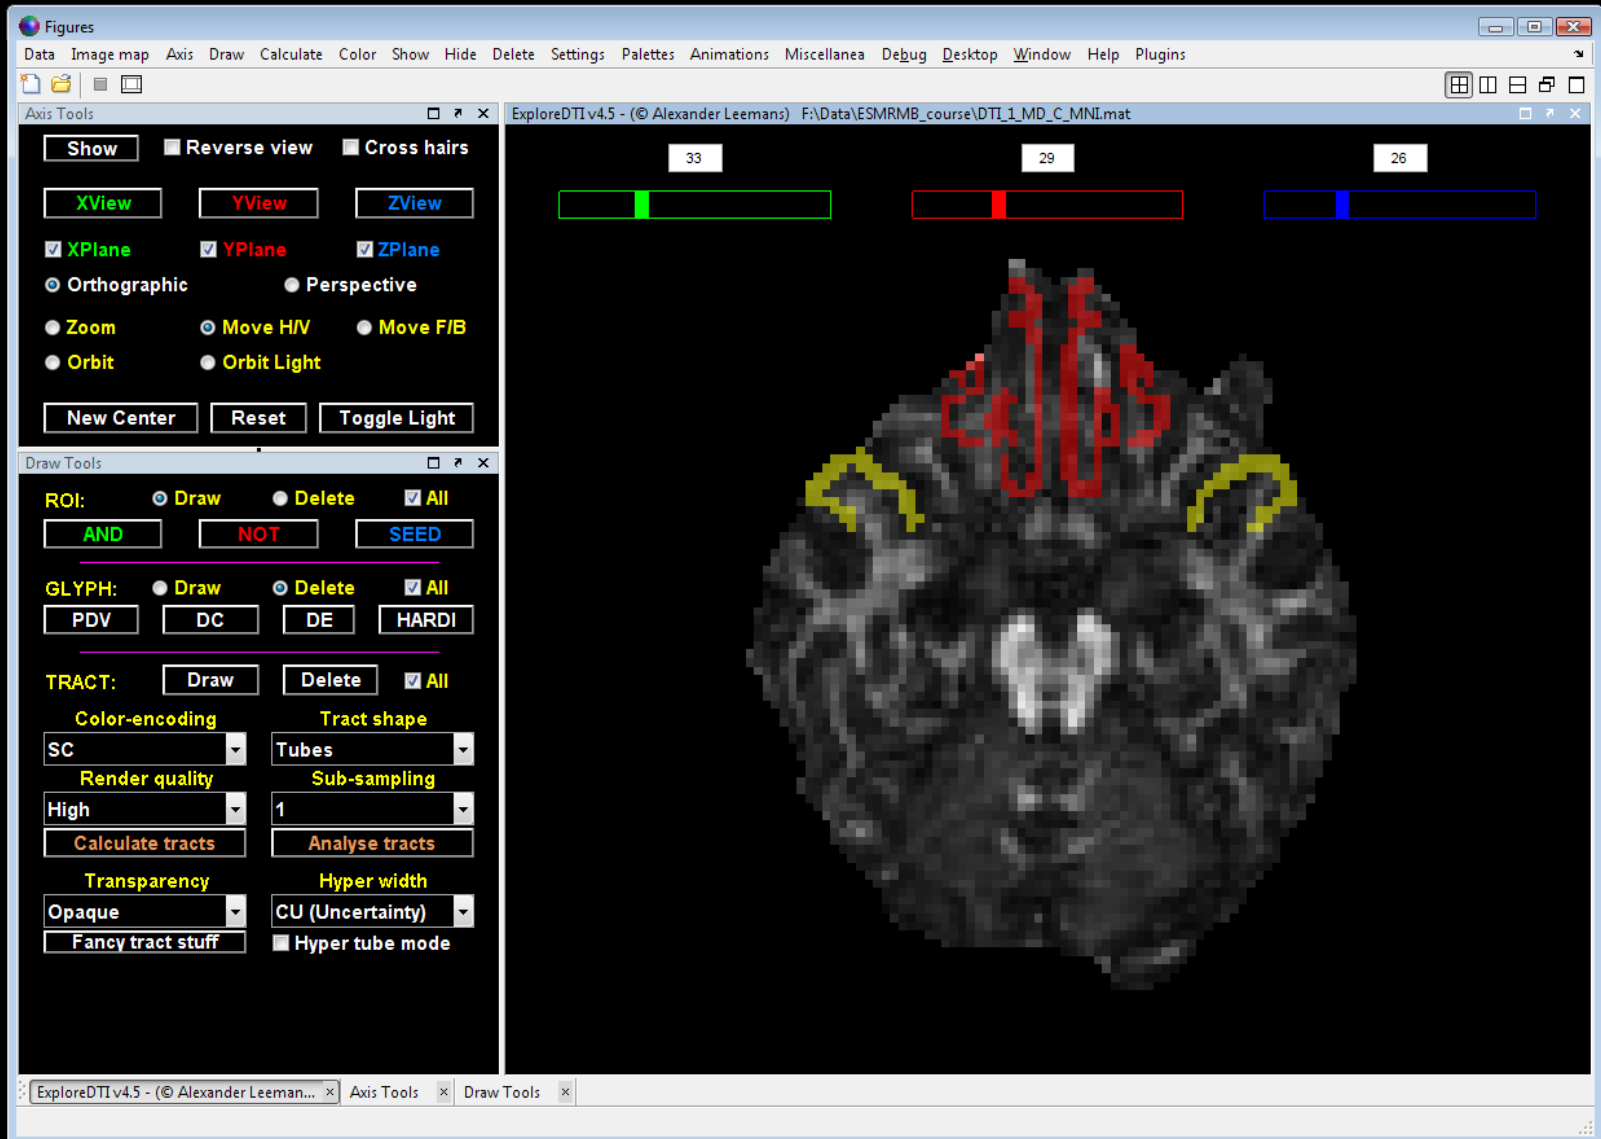 Figures
Data Image map Axis Draw Calculate Color Show Hide Delete Settings Palettes Animations Miscellanea Debug Desktop Window Help Plugins
Axis Tools
Show Reverse view Cross hairs
XView YView ZView
XPlane YPlane ZPlane
Orthographic Perspective
Zoom Move H/V Move F/B
Orbit Orbit Light
New Center Reset Toggle Light
Draw Tools
ROI: Draw Delete All
AND NOT SEED
GLYPH: Draw Delete All
PDV DC DE HARDI
TRACT: Draw Delete All
Color-encoding Tract shape
SC Tubes
Render quality Sub-sampling
High 1
Calculate tracts Analyse tracts
Transparency Hyper width
Opaque CU (Uncertainty)
Fancy tract stuff Hyper tube mode
ExploreDTI v4.5 - (© Alexander Leemans) F:\Data\ESMRMB_course\DTI_1_MD_C_MNI.mat
33 29 26
ExploreDTI v4.5 - (© Alexander Leeman... Axis Tools Draw Tools